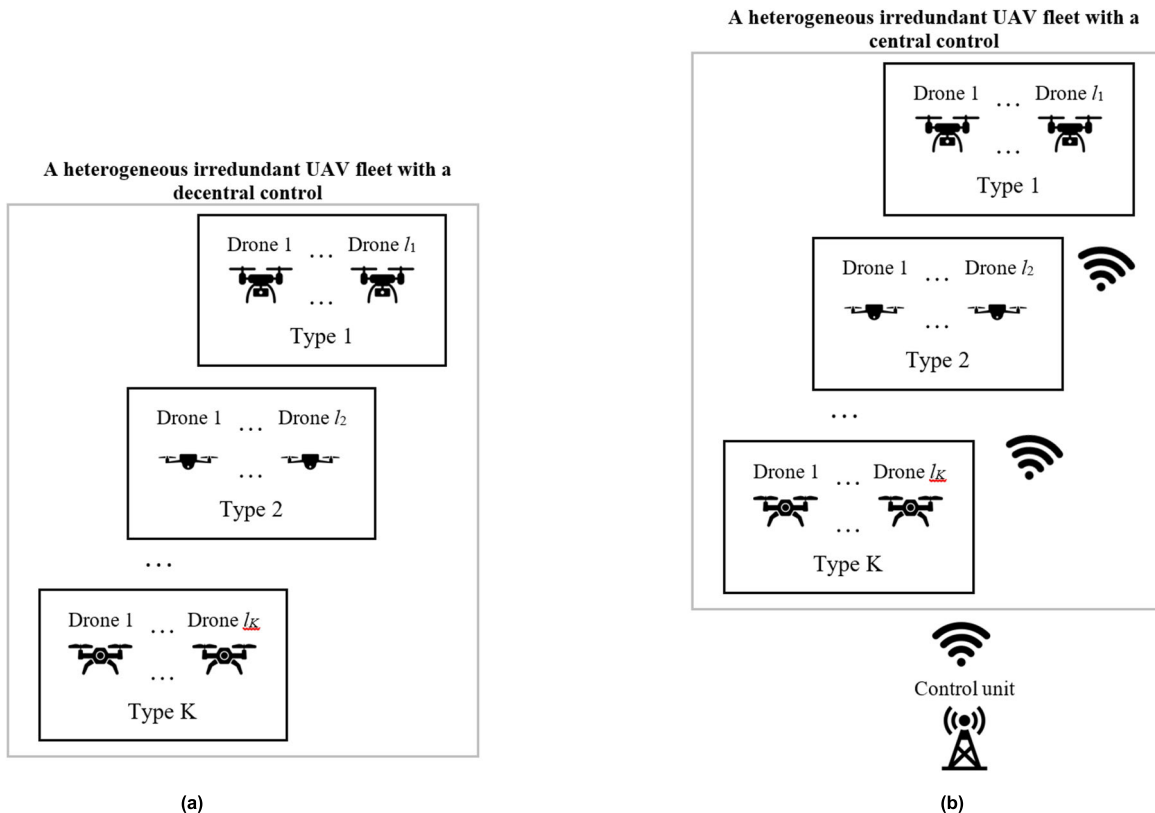 A heterogeneous irredundant UAV fleet with a
decentral control
Drone 1 ... Drone l1
...
Type 1
Drone 1 ... Drone l2
...
Type 2
...
Drone 1 ... Drone lK
...
Type K
(a)
A heterogeneous irredundant UAV fleet with a
central control
Drone 1 ... Drone l1
...
Type 1
Drone 1 ... Drone l2
...
Type 2
...
Drone 1 ... Drone lK
...
Type K
Control unit
(b)